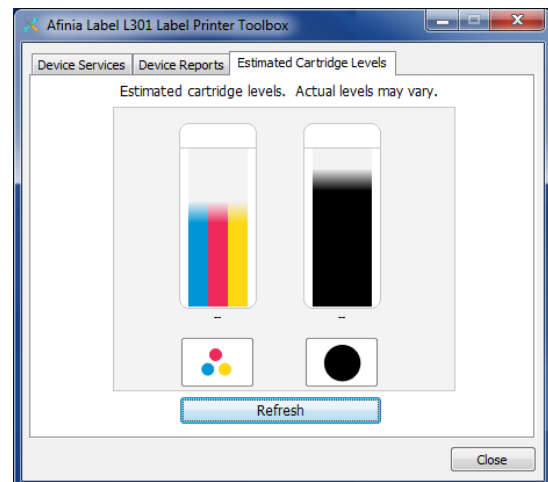 Afinia Label L301 Label Printer Toolbox
Device Services Device Reports Estimated Cartridge Levels
Estimated cartridge levels. Actual levels may vary.
-- --
Refresh
Close